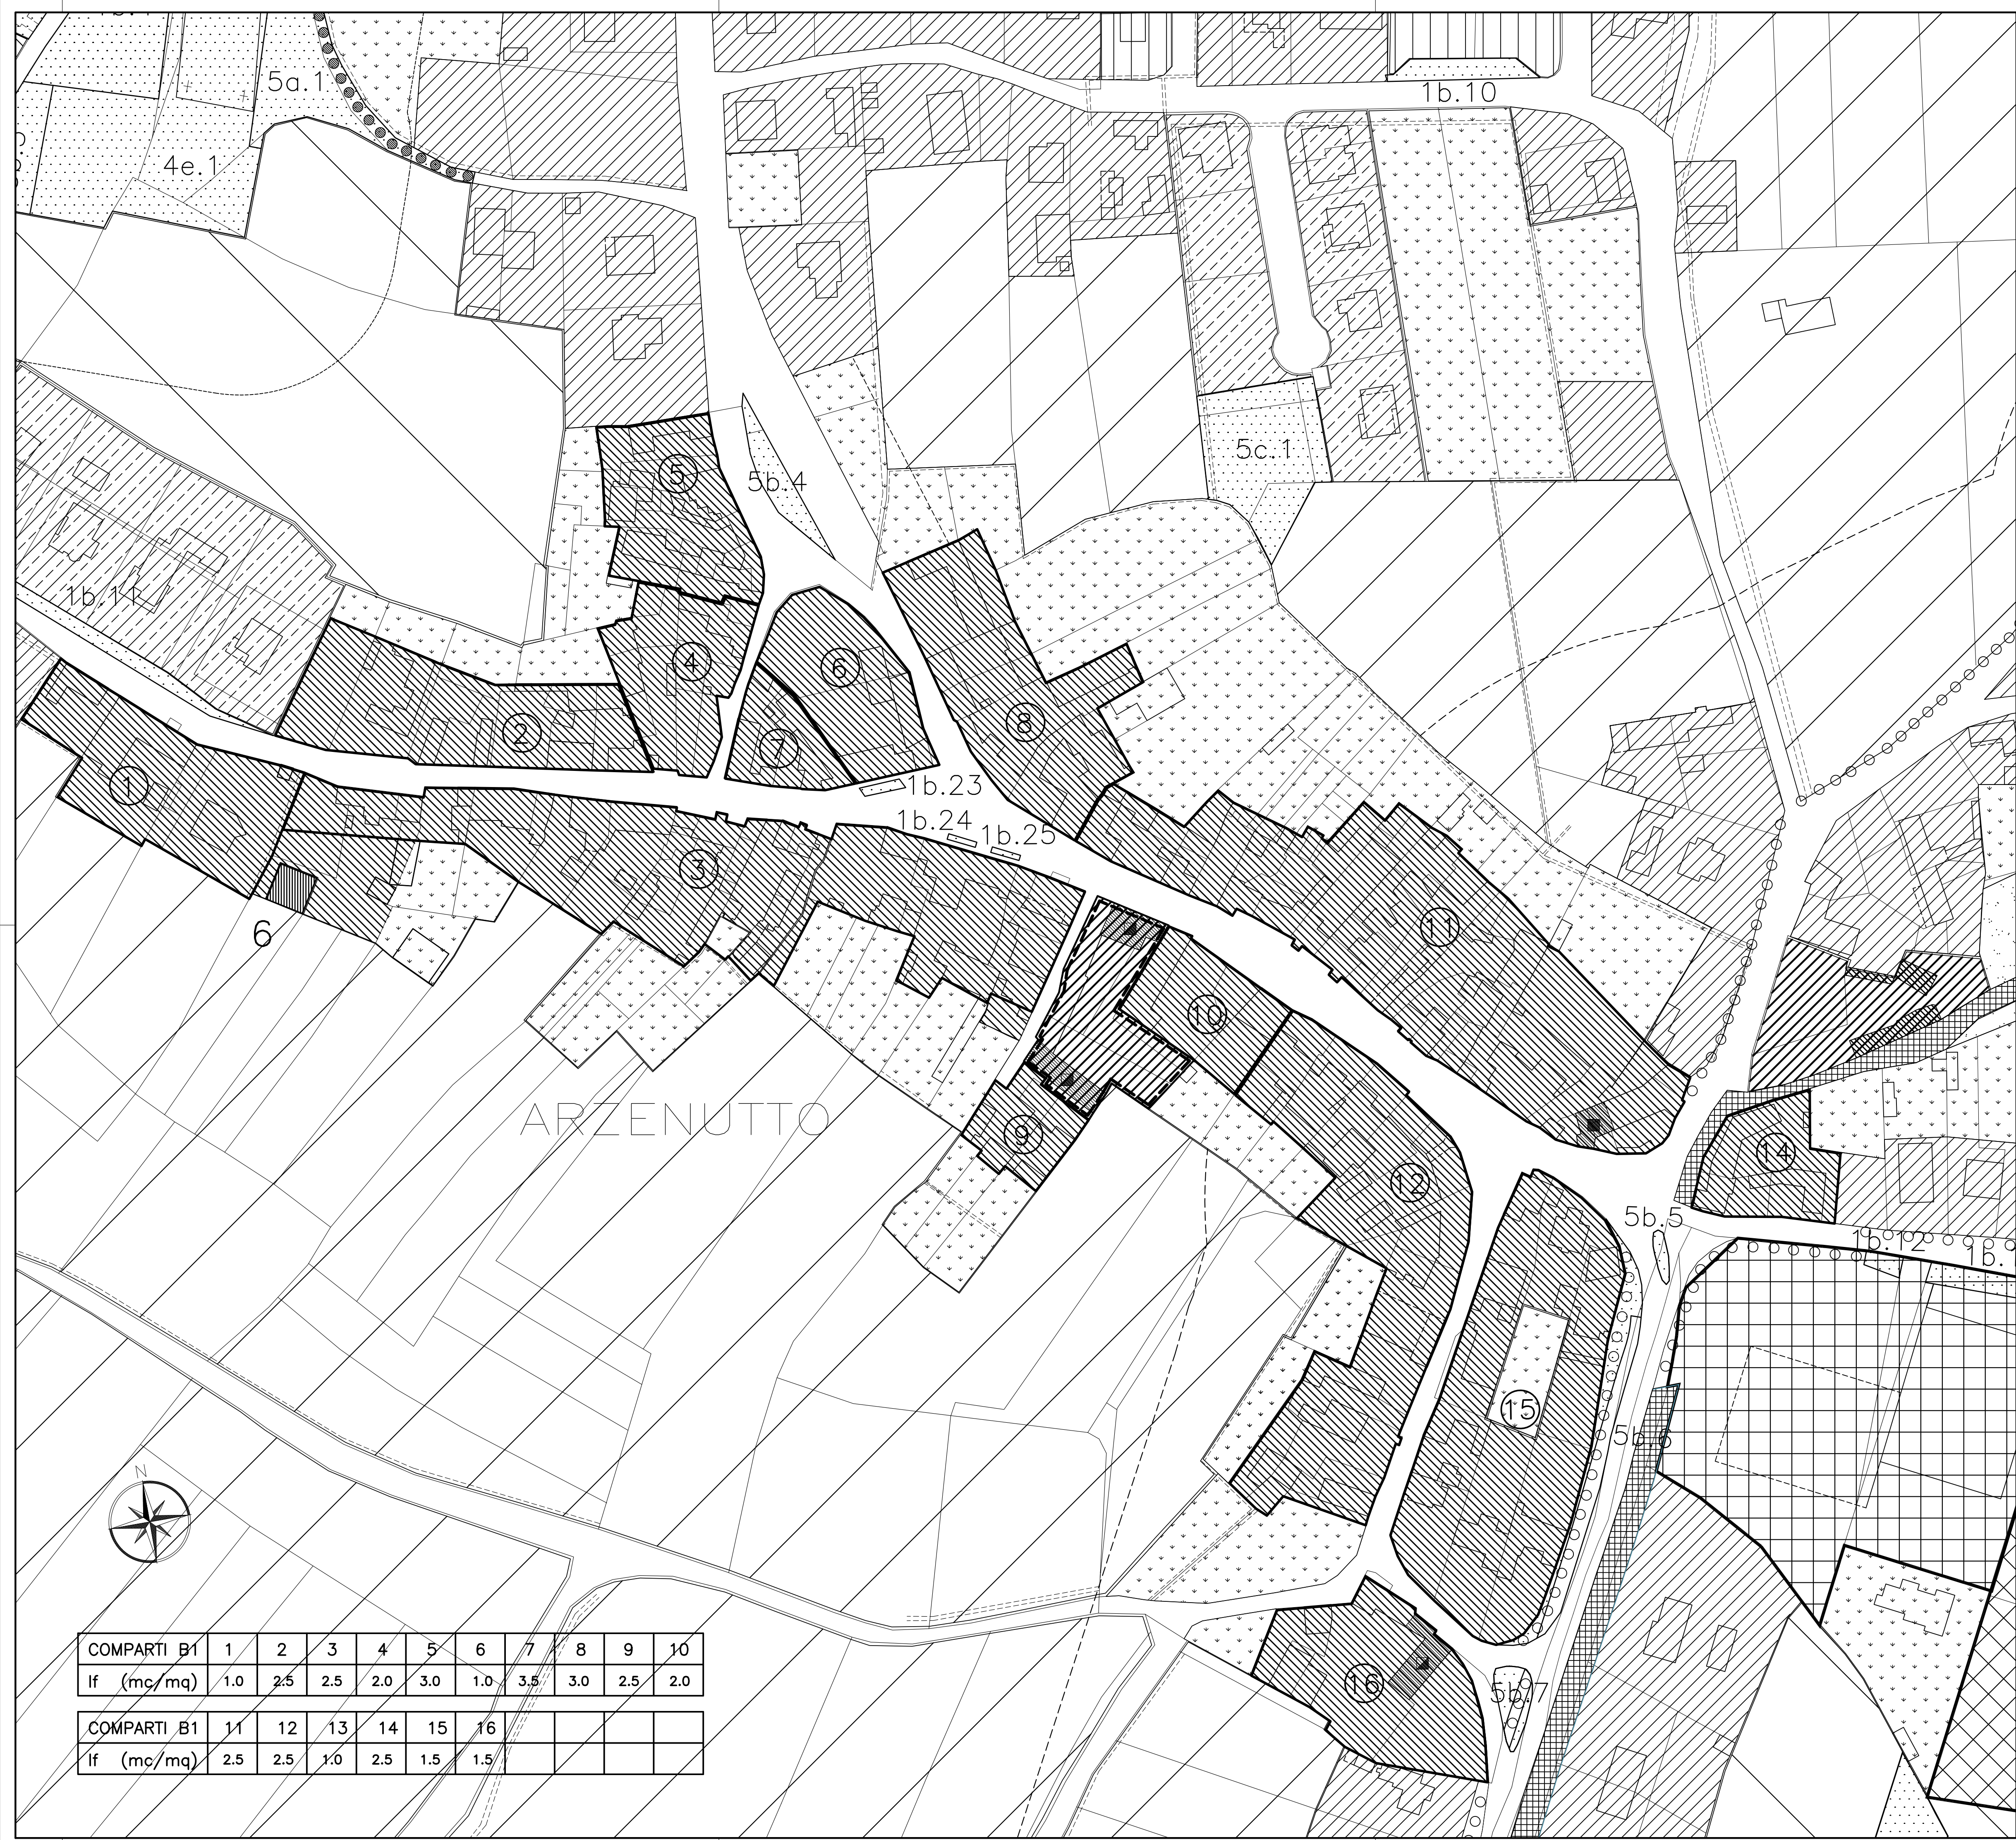 1b.10
5a.1
4e.1
5c.1
5b.4
5
1b.11
4
6
8
2
7
1
1b.23
1b.24
1b.25
3
11
6
10
ARZENUTTO
9
14
12
5b.5
1b.12
1b.
15
5b.6
N
16
5b.7
COMPARTI B1 1 2 3 4 5 6 7 8 9 10
If (mc/mq) 1.0 2.5 2.5 2.0 3.0 1.0 3.5 3.0 2.5 2.0
COMPARTI B1 11 12 13 14 15 16
If (mc/mq) 2.5 2.5 1.0 2.5 1.5 1.5